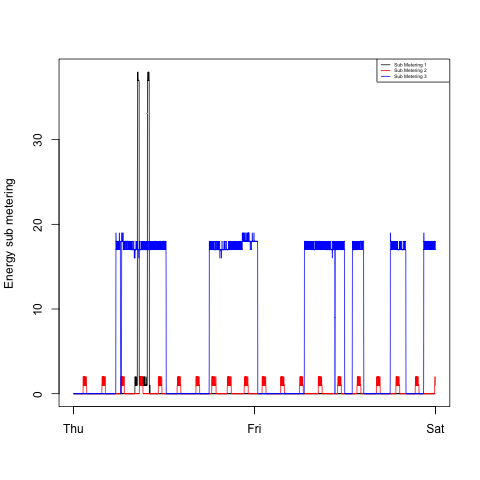 Sub Metering 1
Sub Metering 2
Sub Metering 3
Energy sub metering
30
20
10
0
Thu Fri Sat